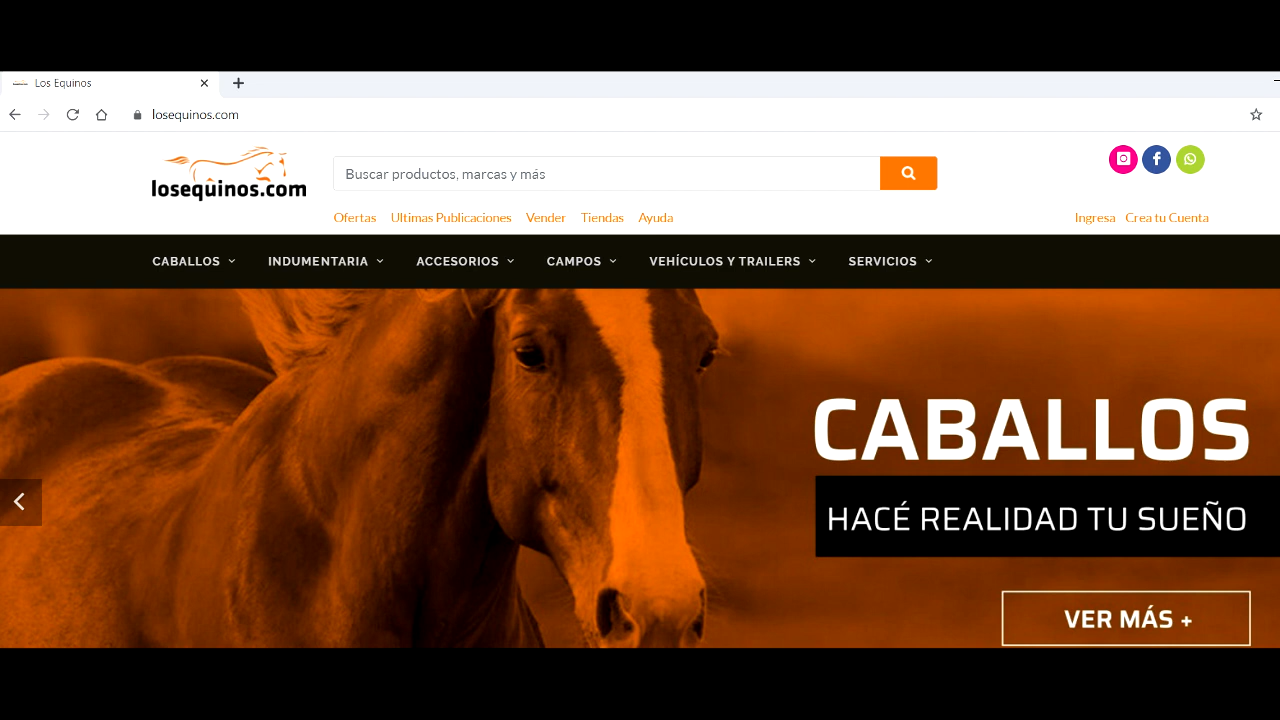 Los Equinos
losequinos.com
losequinos.com
Buscar productos, marcas y más
Ofertas Ultimas Publicaciones Vender Tiendas Ayuda
Ingresa Crea tu Cuenta
CABALLOS INDUMENTARIA ACCESORIOS CAMPOS VEHÍCULOS Y TRAILERS SERVICIOS
CABALLOS
HACÉ REALIDAD TU SUEÑO
VER MÁS +